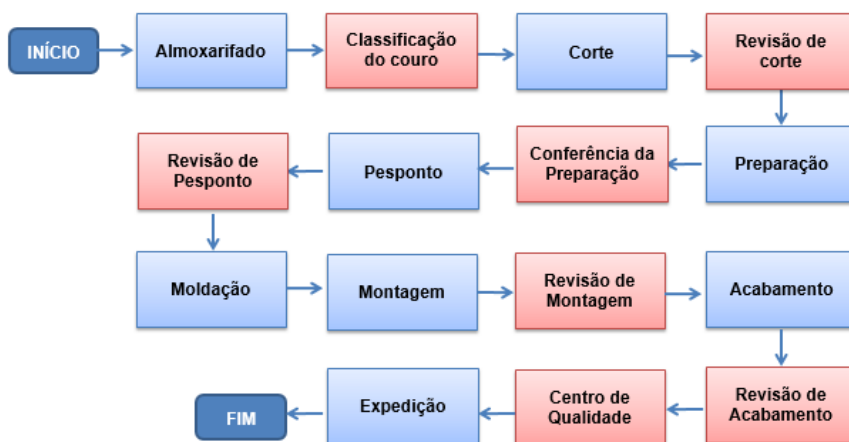 INÍCIO
Almoxarifado
Classificação
do couro
Corte
Revisão de
corte
Preparação
Conferência da
Preparação
Pesponto
Revisão de
Pesponto
Moldação
Montagem
Revisão de
Montagem
Acabamento
Revisão de
Acabamento
Centro de
Qualidade
Expedição
FIM